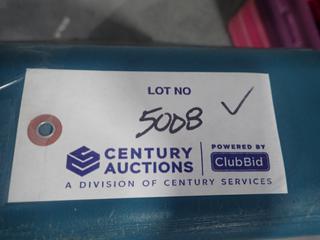 LOT NO
5008 ✓
CENTURY AUCTIONS
POWERED BY ClubBid
A DIVISION OF CENTURY SERVICES